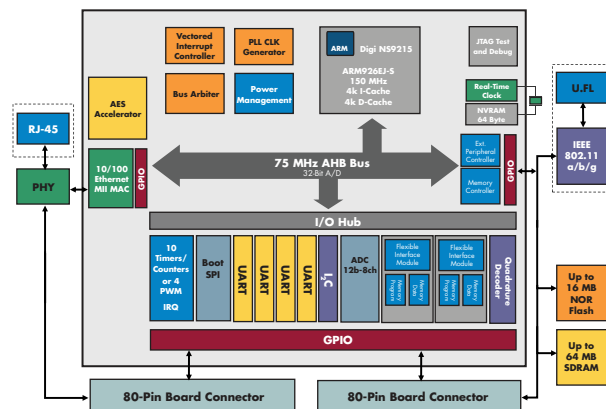 Vectored
Interrupt
Controller
PLL CLK
Generator
ARM
Digi NS9215
ARM926EJ-S
150 MHz
4k I-Cache
4k D-Cache
JTAG Test
and Debug
Bus Arbiter
Power
Management
Real-Time
Clock
NVRAM
64 Byte
U.FL
AES
Accelerator
RJ-45
IEEE
802.11
a/b/g
PHY
10/100
Ethernet
MII MAC
GPIO
75 MHz AHB Bus
32-Bit A/D
Ext.
Peripheral
Controller
Memory
Controller
GPIO
I/O Hub
10
Timers/
Counters
or 4
PWM
IRQ
Boot
SPI
UART
UART
UART
UART
I2C
ADC
12b-8ch
Flexible
Interface
Module
Memory
Program
Memory
Data
Flexible
Interface
Module
Memory
Program
Memory
Data
Quadrature
Decoder
Up to
16 MB
NOR
Flash
GPIO
Up to
64 MB
SDRAM
80-Pin Board Connector
80-Pin Board Connector